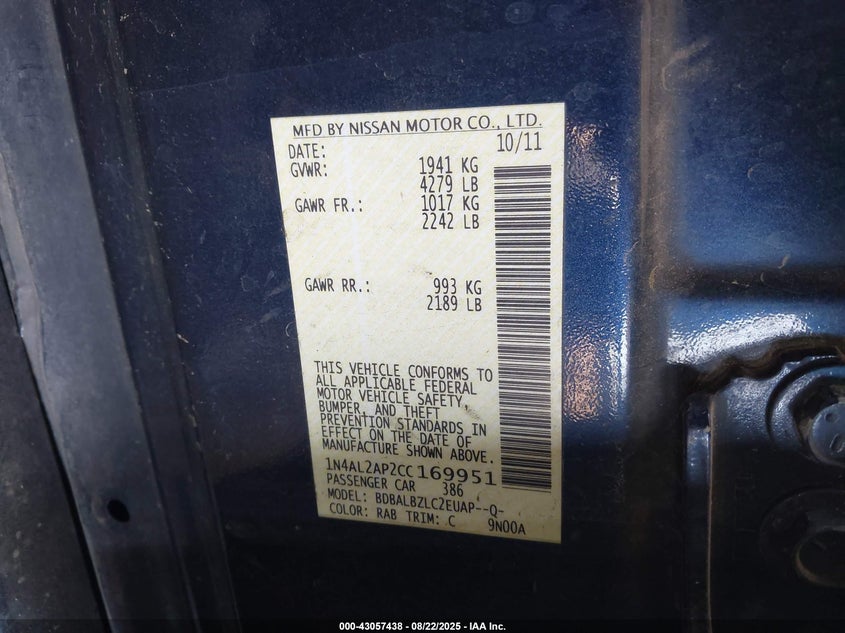 MFD BY NISSAN MOTOR CO., LTD.
DATE: 10/11
GVWR: 1941 KG
4279 LB
GAWR FR.: 1017 KG
2242 LB
GAWR RR.: 993 KG
2189 LB
THIS VEHICLE CONFORMS TO
ALL APPLICABLE FEDERAL
MOTOR VEHICLE SAFETY,
BUMPER, AND THEFT
PREVENTION STANDARDS IN
EFFECT ON THE DATE OF
MANUFACTURE SHOWN ABOVE.
1N4AL2AP2CC169951
PASSENGER CAR 386
MODEL: BDBALBZLC2EUAP--Q-
COLOR: RAB TRIM: C 9N00A
000-43057438 - 08/22/2025 - IAA Inc.